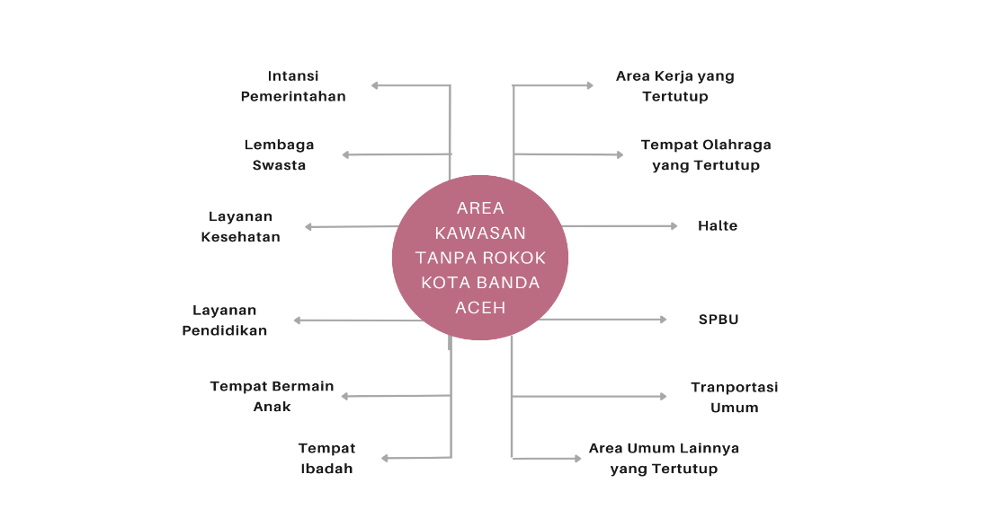 Intansi
Pemerintahan
Lembaga
Swasta
Layanan
Kesehatan
Layanan
Pendidikan
Tempat Bermain
Anak
Tempat
Ibadah
AREA
KAWASAN
TANPA ROKOK
KOTA BANDA
ACEH
Area Kerja yang
Tertutup
Tempat Olahraga
yang Tertutup
Halte
SPBU
Tranportasi
Umum
Area Umum Lainnya
yang Tertutup